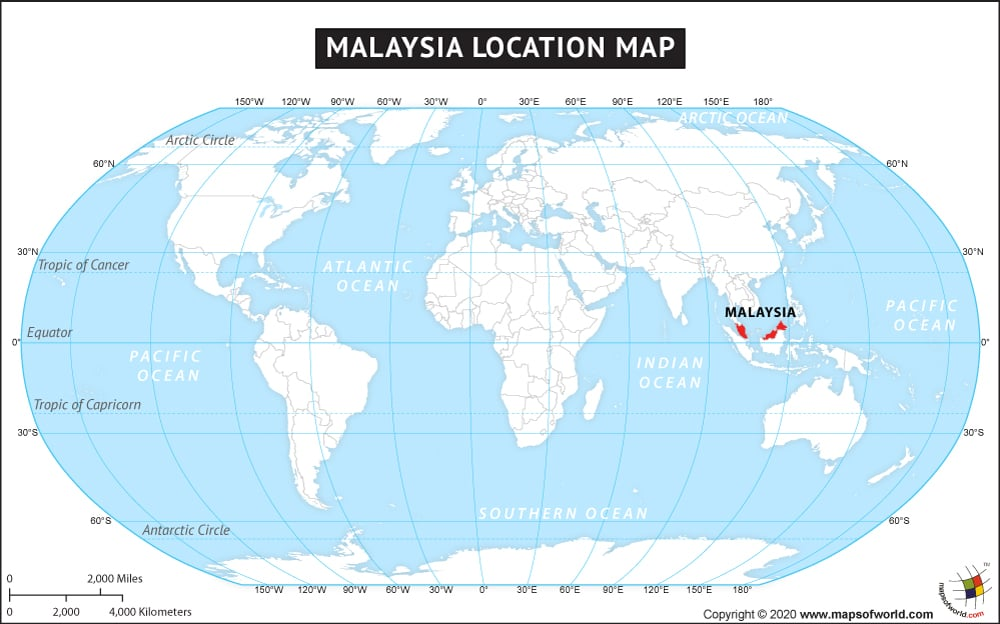 MALAYSIA LOCATION MAP
150°W 120°W 90°W 60°W 30°W 0° 30°E 60°E 90°E 120°E 150°E 180°
ARCTIC OCEAN
Arctic Circle
60°N 60°N
30°N 30°N
Tropic of Cancer
ATLANTIC
OCEAN
MALAYSIA
PACIFIC
OCEAN
Equator
0° 0°
PACIFIC
OCEAN
INDIAN
OCEAN
Tropic of Capricorn
30°S 30°S
SOUTHERN OCEAN
60°S 60°S
Antarctic Circle
150°W 120°W 90°W 60°W 30°W 0° 30°E 60°E 90°E 120°E 150°E 180°
0 2,000 Miles
0 2,000 4,000 Kilometers
Copyright © 2020 www.mapsofworld.com
mapsofworld.com
TM